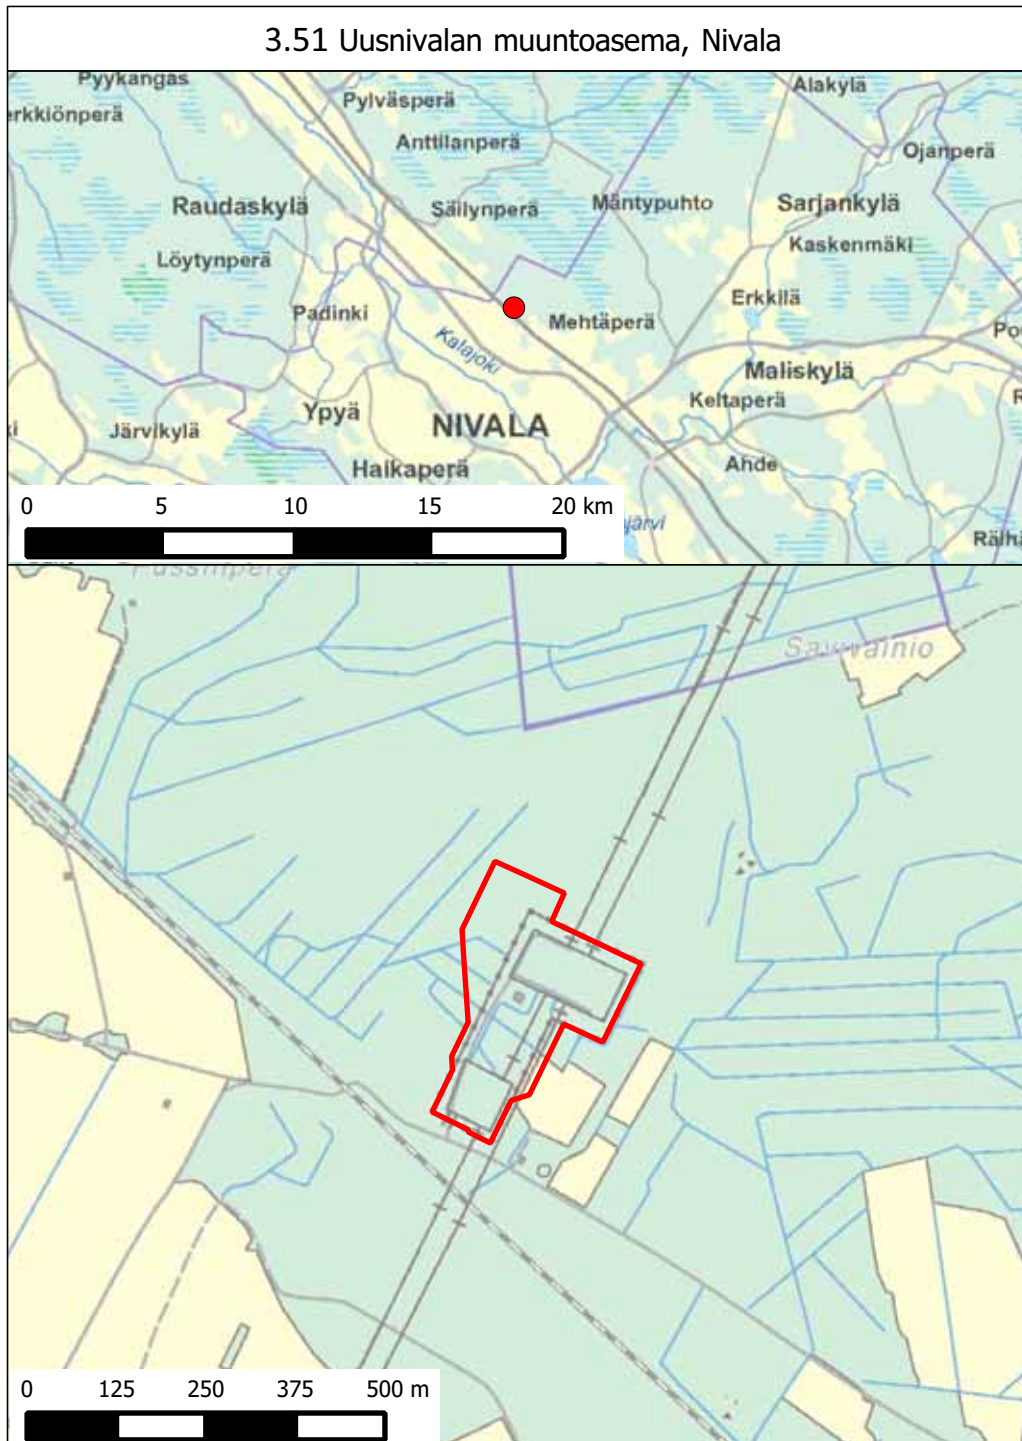 3.51 Uusnivalan muuntoasema, Nivala
Pyykangas
Alakylä
Pylväsperä
erkkiönperä
Anttilanperä
Ojanperä
Raudaskylä
Säilynperä
Mäntypuhto
Sarjankylä
Kaskenmäki
Löytynperä
Erkkilä
Padinki
Mehtäperä
Kalajoki
Maliskylä
Keltaperä
Ypyä
NIVALA
Järvikylä
Haikaperä
Ahde
0 5 10 15 20 km
järvi
Savivainio
0 125 250 375 500 m